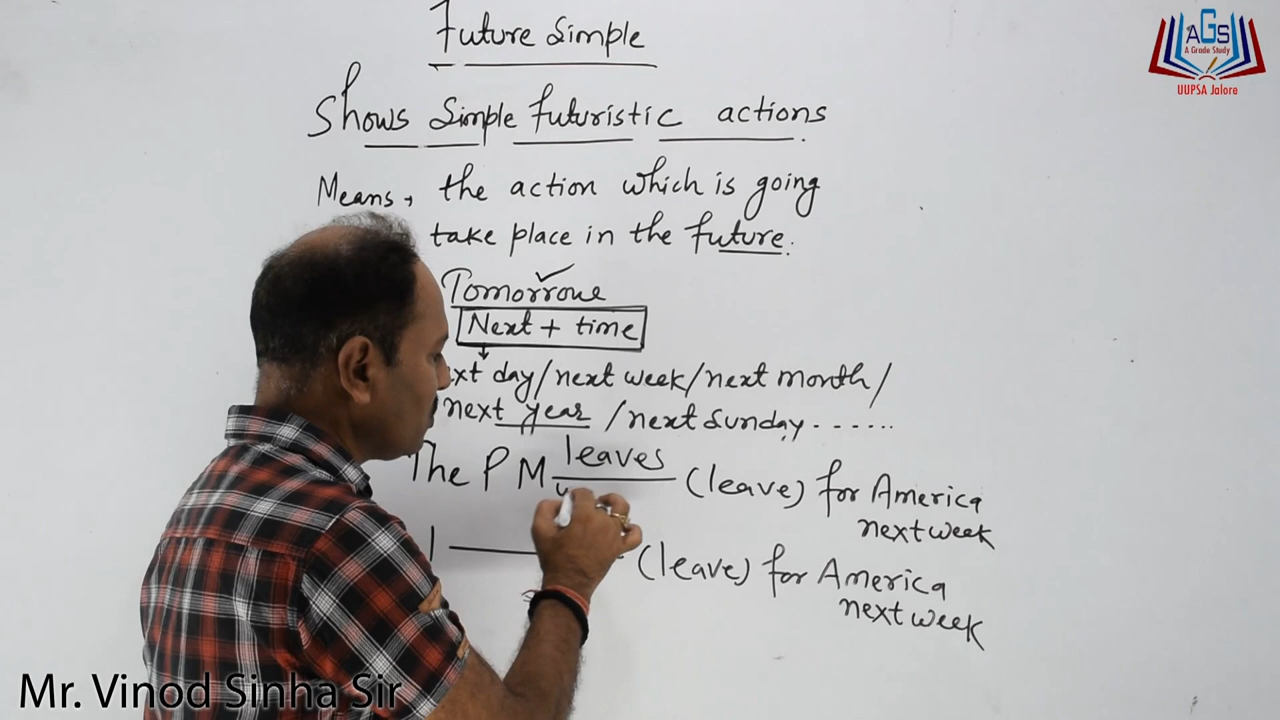 Future Simple
Shows Simple futuristic actions
Means, the action which is going
take place in the future.
Tomorrow
Next + time
ext day/next week/next month/
next year /next Sunday......
The PM leaves (leave) for America
next week
I (leave) for America
next week
AGS
A Grade Study
UUPSA Jalore
Mr. Vinod Sinha Sir